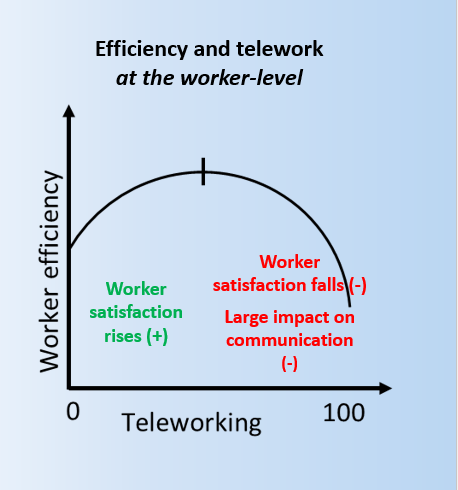 Efficiency and telework
at the worker-level
Worker efficiency
Worker
satisfaction
rises (+)
Worker
satisfaction falls (-)
Large impact on
communication
(-)
0
Teleworking
100